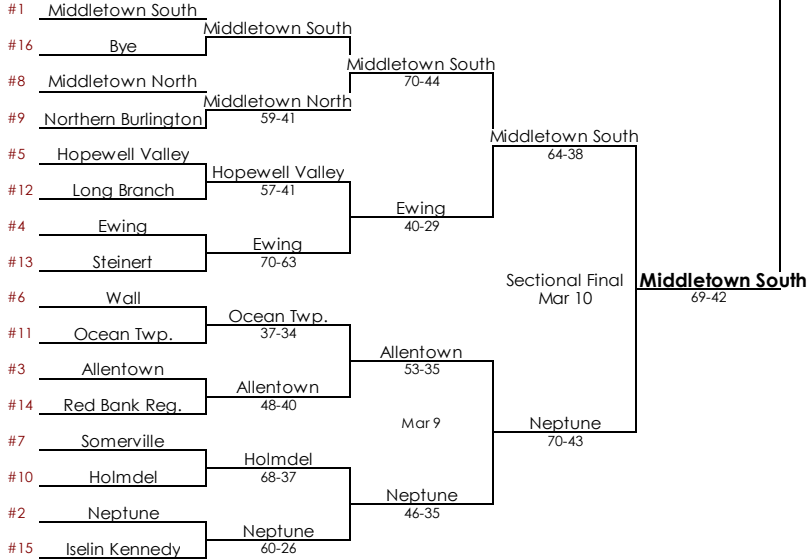 #1 Middletown South
Middletown South
#16 Bye
Middletown South
#8 Middletown North
70-44
Middletown North
#9 Northern Burlington
59-41
Middletown South
#5 Hopewell Valley
64-38
Hopewell Valley
#12 Long Branch
57-41
Ewing
#4 Ewing
40-29
Ewing
#13 Steinert
70-63
Sectional Final
Mar 10
Middletown South
69-42
#6 Wall
Ocean Twp.
#11 Ocean Twp.
37-34
Allentown
#3 Allentown
53-35
Allentown
#14 Red Bank Reg.
48-40
Mar 9
Neptune
70-43
#7 Somerville
Holmdel
#10 Holmdel
68-37
Neptune
#2 Neptune
46-35
Neptune
#15 Iselin Kennedy
60-26